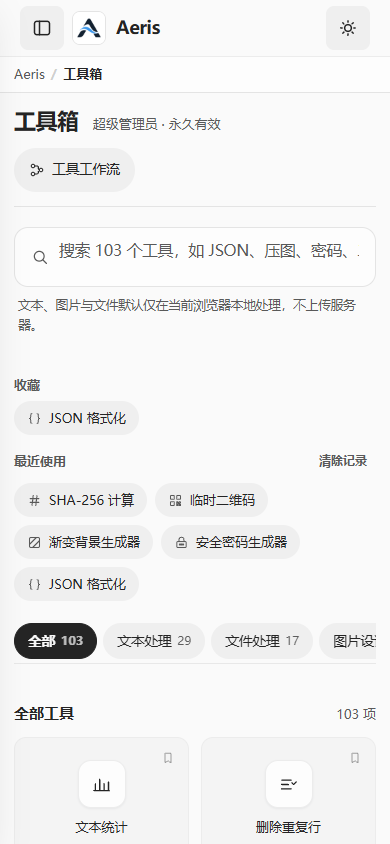 Aeris
Aeris / 工具箱
工具箱 超级管理员 · 永久有效
工具工作流
搜索 103 个工具，如 JSON、压图、密码、
文本、图片与文件默认仅在当前浏览器本地处理，不上传服务
器。
收藏
JSON 格式化
最近使用 清除记录
# SHA-256 计算 临时二维码
渐变背景生成器 安全密码生成器
JSON 格式化
全部 103 文本处理 29 文件处理 17 图片设
全部工具 103 项
文本统计 删除重复行